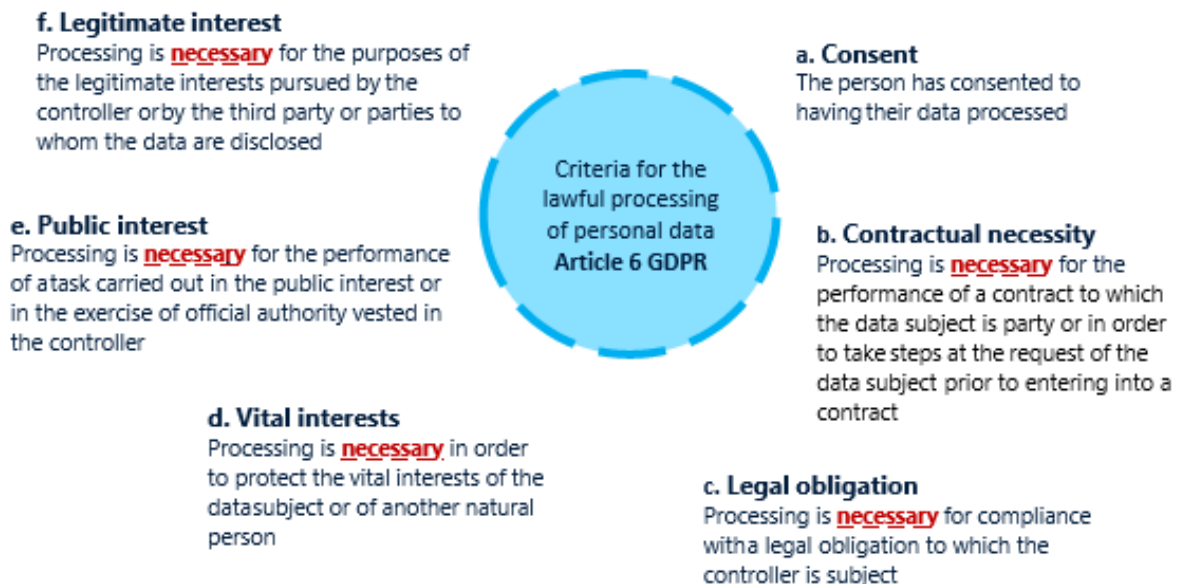 f. Legitimate interest
Processing is necessary for the purposes of
the legitimate interests pursued by the
controller orby the third party or parties to
whom the data are disclosed
a. Consent
The person has consented to
having their data processed
Criteria for the
lawful processing
of personal data
Article 6 GDPR
e. Public interest
Processing is necessary for the performance
of atask carried out in the public interest or
in the exercise of official authority vested in
the controller
b. Contractual necessity
Processing is necessary for the
performance of a contract to which
the data subject is party or in order
to take steps at the request of the
data subject prior to entering into a
contract
d. Vital interests
Processing is necessary in order
to protect the vital interests of the
datasubject or of another natural
person
c. Legal obligation
Processing is necessary for compliance
witha legal obligation to which the
controller is subject